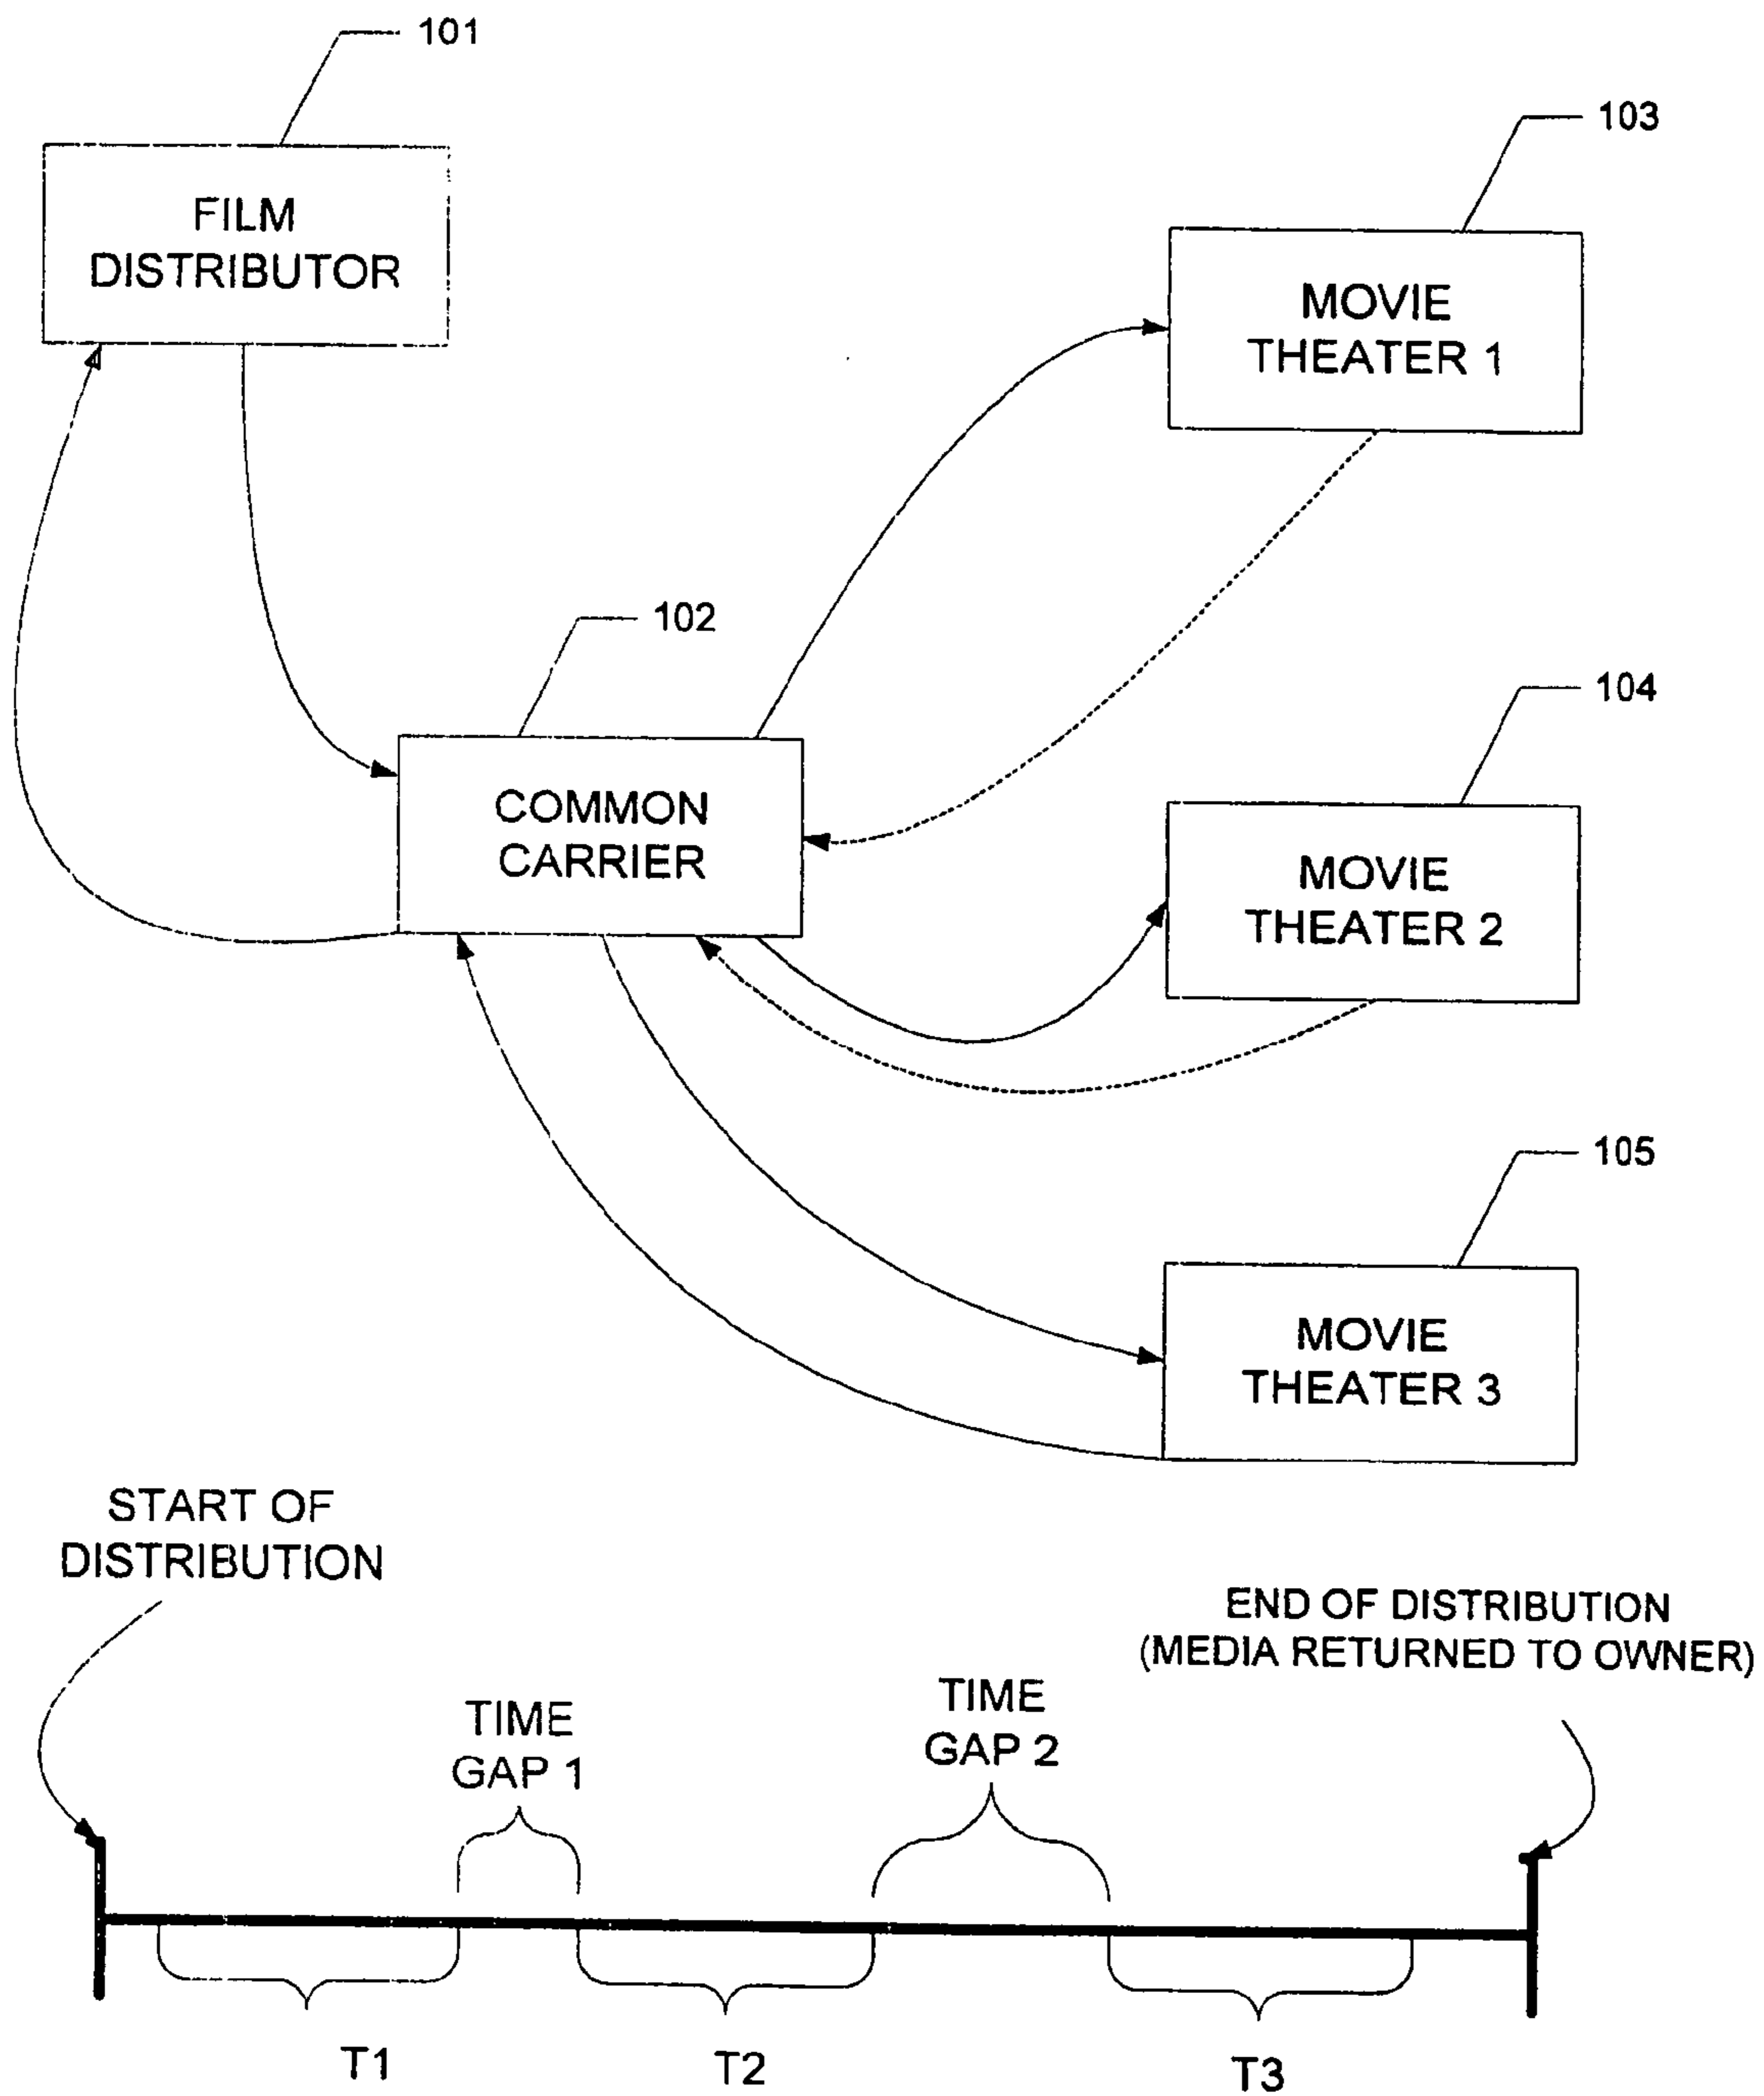 101
FILM
DISTRIBUTOR
103
MOVIE
THEATER 1
102
COMMON
CARRIER
104
MOVIE
THEATER 2
105
MOVIE
THEATER 3
START OF
DISTRIBUTION
END OF DISTRIBUTION
(MEDIA RETURNED TO OWNER)
TIME
GAP 1
TIME
GAP 2
T1
T2
T3